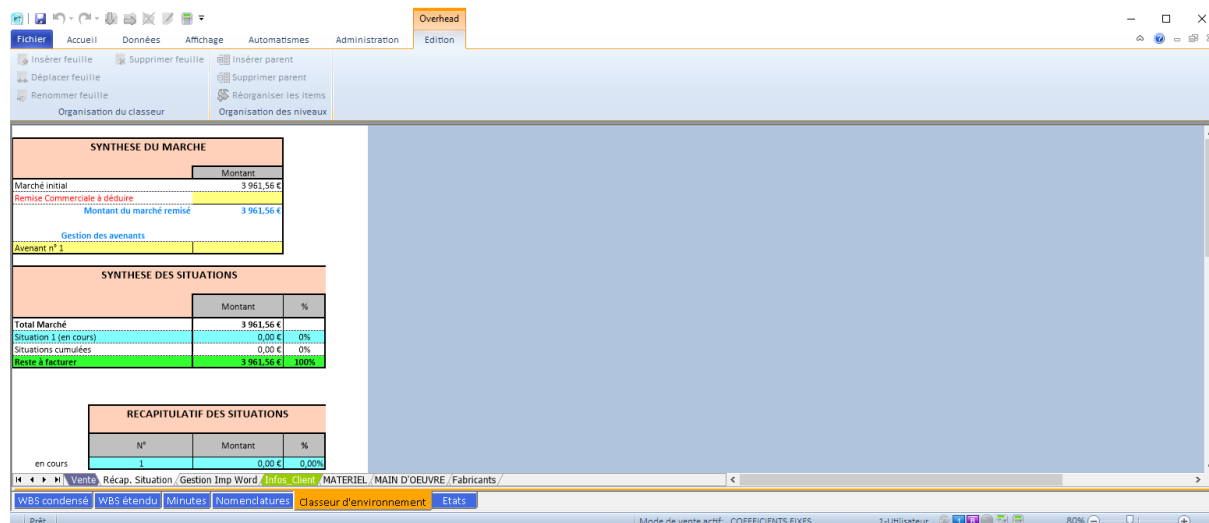 Overhead
Fichier Accueil Données Affichage Automatismes Administration Edition
Insérer feuille Supprimer feuille Insérer parent
Déplacer feuille Supprimer parent
Renommer feuille Réorganiser les items
Organisation du classeur Organisation des niveaux
SYNTHESE DU MARCHE
Montant
Marché initial 3 961,56 €
Remise Commerciale à déduire
Montant du marché remisé 3 961,56 €
Gestion des avenants
Avenant n° 1
SYNTHESE DES SITUATIONS
Montant %
Total Marché 3 961,56 €
Situation 1 (en cours) 0,00 € 0%
Situations cumulées 0,00 € 0%
Reste à facturer 3 961,56 € 100%
RECAPITULATIF DES SITUATIONS
N° Montant %
en cours 1 0,00 € 0,00%
Vente Récap. Situation Gestion Imp Word Infos_Client MATERIEL MAIN D'OEUVRE Fabricants
WBS condensé WBS étendu Minutes Nomenclatures Classeur d'environnement Etats
Prêt Mode de vente actif: COEFFICIENTS FIXES 1-Utilisateur 80%